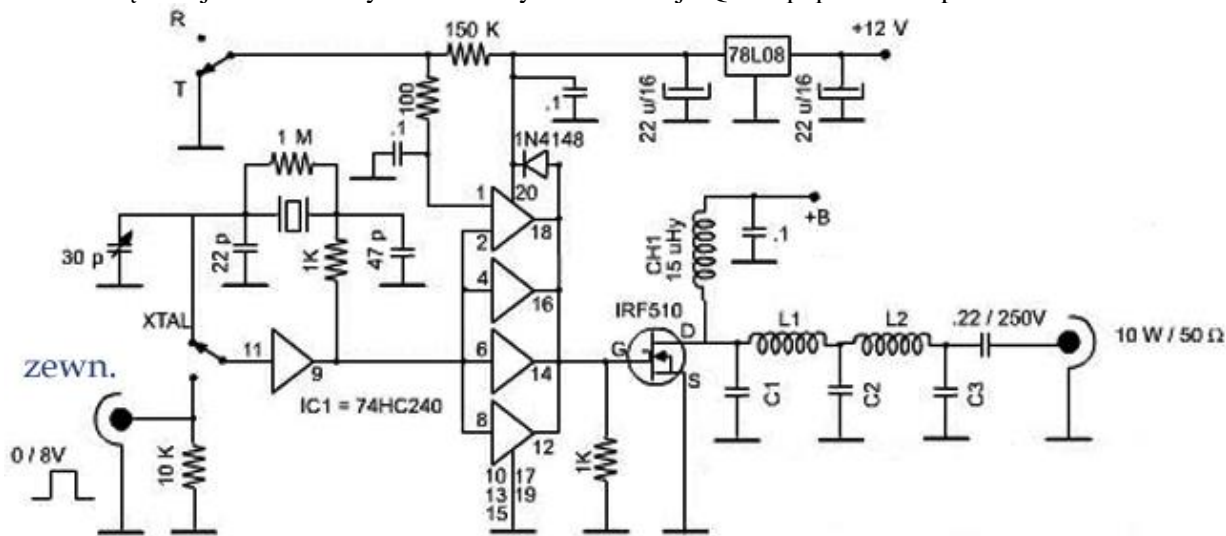 R
T
150 K
100
.1
1 M
30 p
22 p
1K
47 p
XTAL
zewn.
0 / 8V
10 K
11
9
IC1 = 74HC240
1
2
4
6
8
20
18
16
14
12
10 17
13 19
15
1N4148
.1
22 u/16
78L08
22 u/16
+12 V
+B
.1
CH1
15 uHy
IRF510
G
D
S
1K
L1
L2
C1
C2
C3
.22 / 250V
10 W / 50 Ω